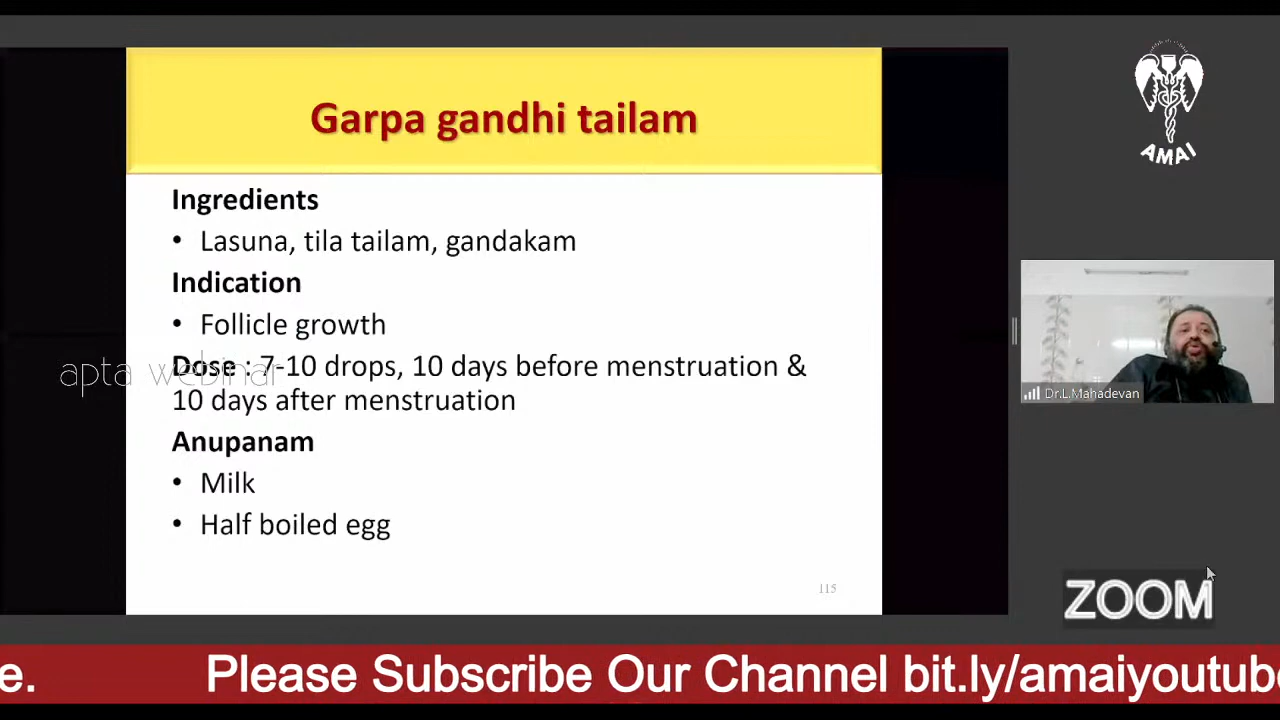 Garpa gandhi tailam
AMAI
Ingredients
• Lasuna, tila tailam, gandakam
Indication
• Follicle growth
apta webinar
Dose : 7-10 drops, 10 days before menstruation &
10 days after menstruation
Dr.L.Mahadevan
Anupanam
• Milk
• Half boiled egg
115
ZOOM
e. Please Subscribe Our Channel bit.ly/amaiyoutube